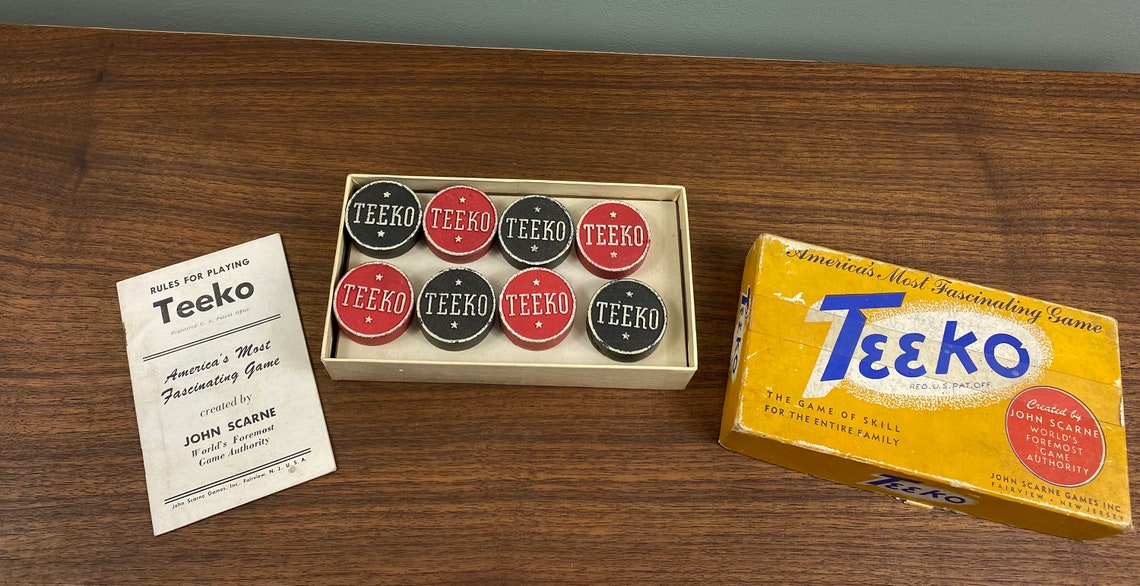 RULES FOR PLAYING
Teeko
Registered U. S. Patent Office
America's Most
Fascinating Game
created by
JOHN SCARNE
World's Foremost
Game Authority
John Scarne Games, Inc. Fairview, N. J., U. S. A.
TEEKO
TEEKO
TEEKO
TEEKO
TEEKO
TEEKO
TEEKO
TEEKO
America's Most Fascinating Game
TEEKO
REG. U.S. PAT. OFF.
THE GAME OF SKILL
FOR THE ENTIRE FAMILY
Created by
JOHN SCARNE
WORLD'S
FOREMOST
GAME
AUTHORITY
JOHN SCARNE GAMES INC.
FAIRVIEW - NEW JERSEY
TEEKO
TEEKO